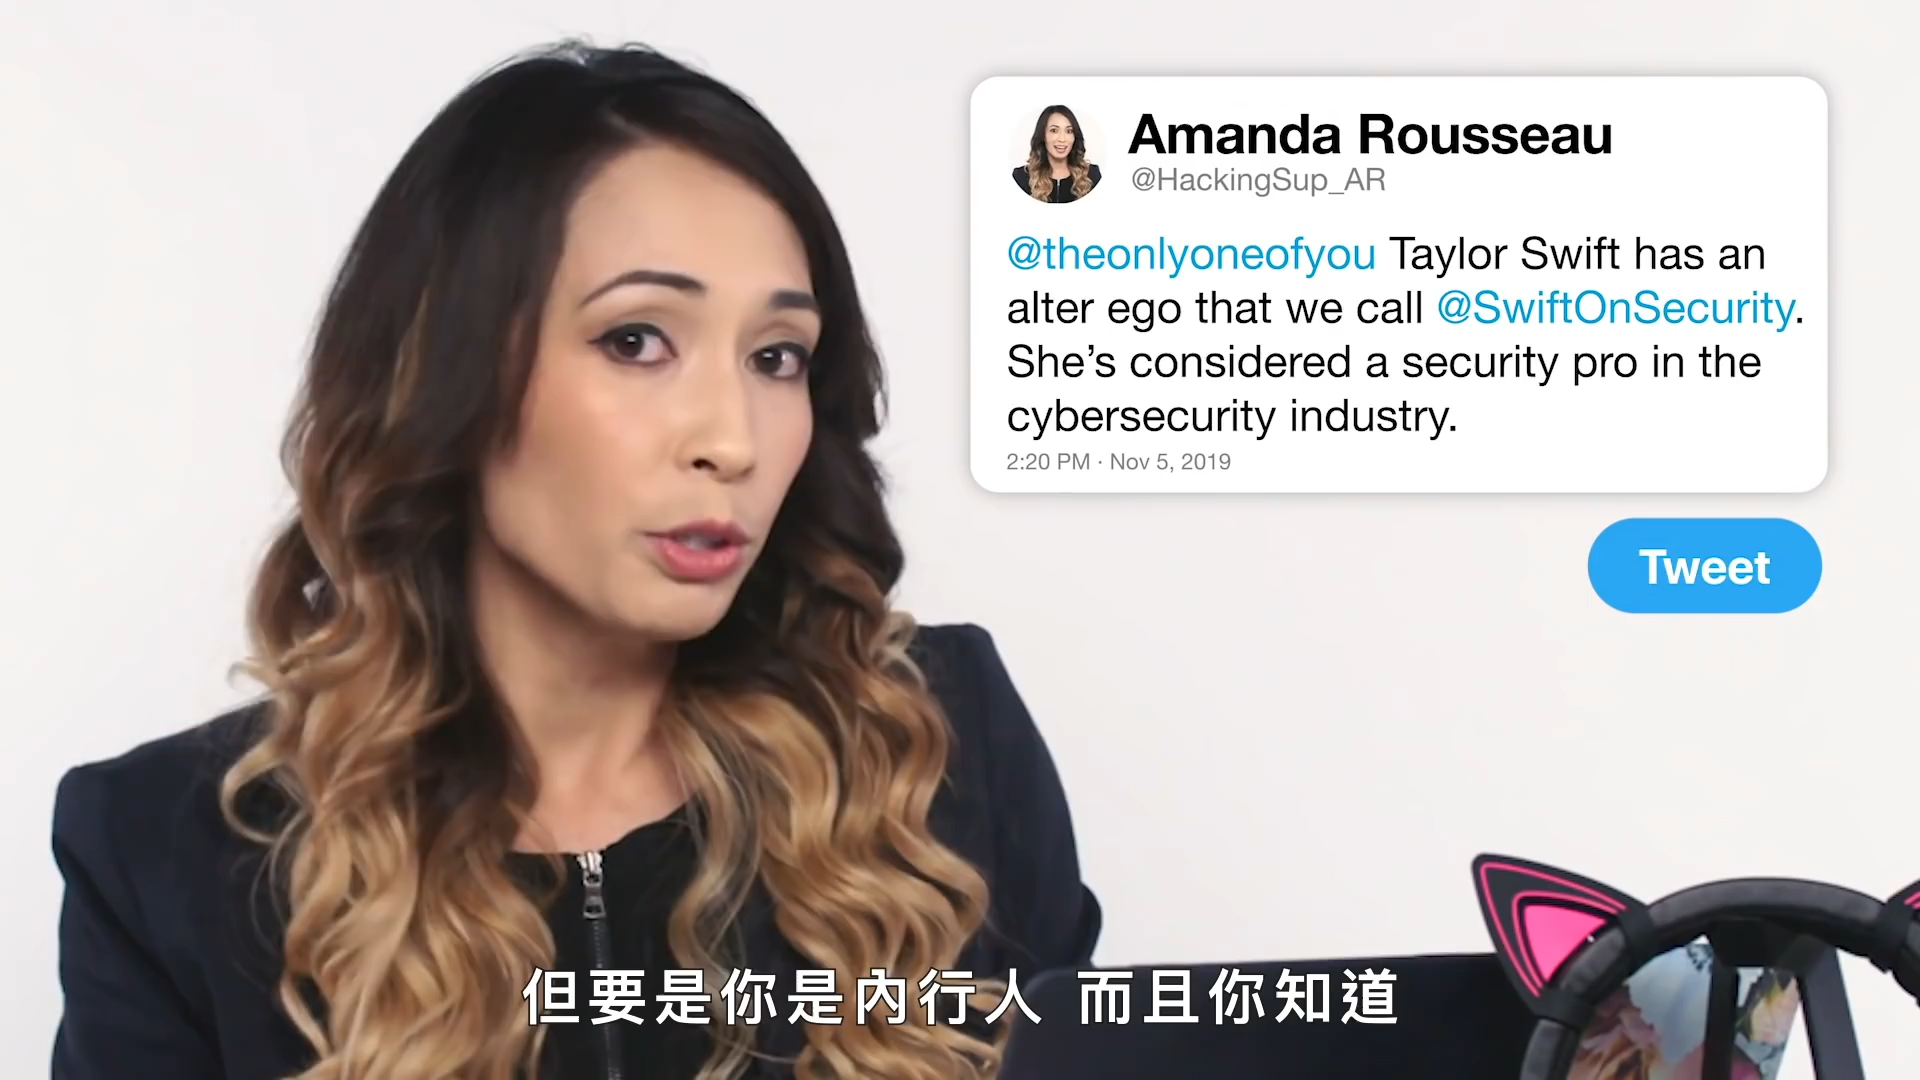 Amanda Rousseau
@HackingSup_AR
@theonlyoneofyou Taylor Swift has an
alter ego that we call @SwiftOnSecurity.
She’s considered a security pro in the
cybersecurity industry.
2:20 PM · Nov 5, 2019
Tweet
但要是你是內行人 而且你知道